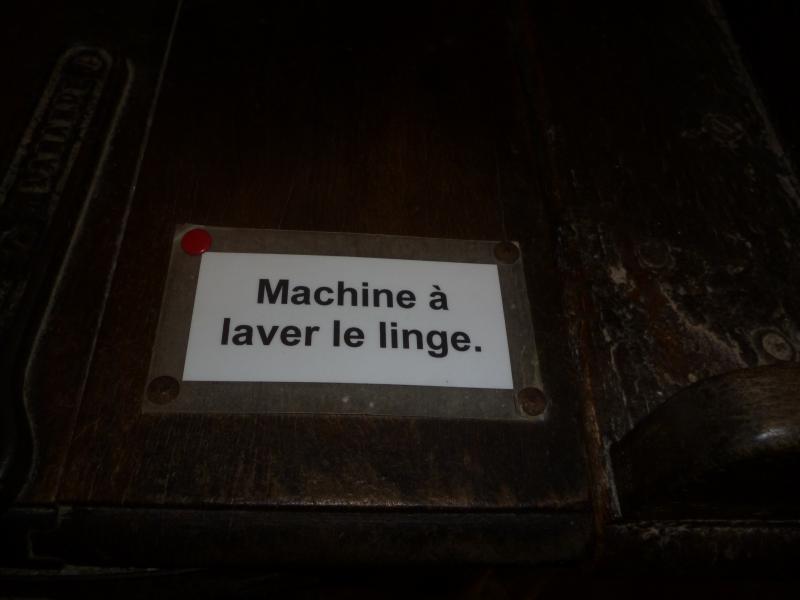 Machine à
laver le linge.